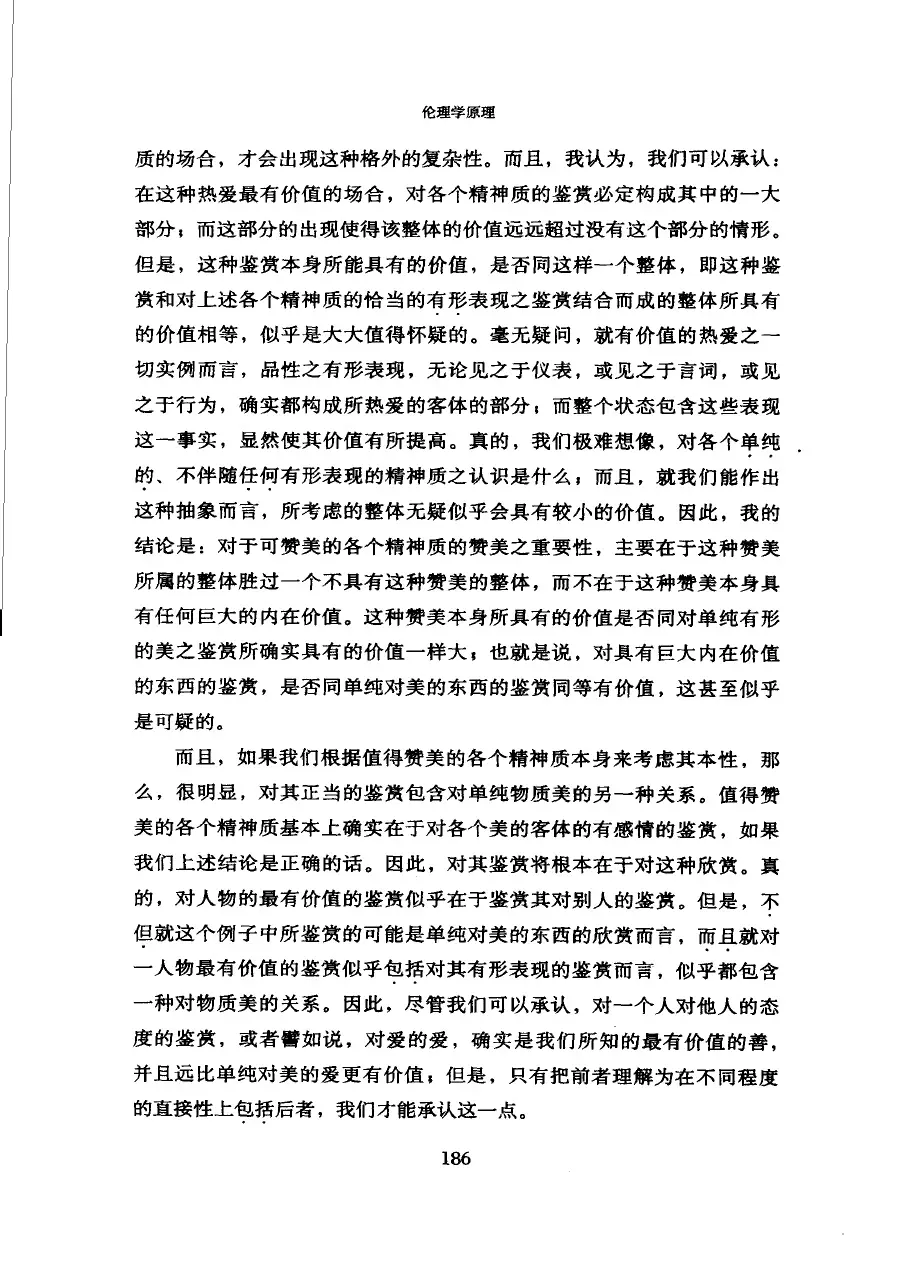 伦理学原理
质的场合，才会出现这种格外的复杂性。而且，我认为，我们可以承认：
在这种热爱最有价值的场合，对各个精神质的鉴赏必定构成其中的一大
部分；而这部分的出现使得该整体的价值远远超过没有这个部分的情形。
但是，这种鉴赏本身所能具有的价值，是否同这样一个整体，即这种鉴
赏和对上述各个精神质的恰当的有形表现之鉴赏结合而成的整体所具有
的价值相等，似乎是大大值得怀疑的。毫无疑问，就有价值的热爱之一
切实例而言，品性之有形表现，无论见之于仪表，或见之于言词，或见
之于行为，确实都构成所热爱的客体的部分；而整个状态包含这些表现
这一事实，显然使其价值有所提高。真的，我们极难想像，对各个单纯
的、不伴随任何有形表现的精神质之认识是什么；而且，就我们能作出
这种抽象而言，所考虑的整体无疑似乎会具有较小的价值。因此，我的
结论是：对于可赞美的各个精神质的赞美之重要性，主要在于这种赞美
所属的整体胜过一个不具有这种赞美的整体，而不在于这种赞美本身具
有任何巨大的内在价值。这种赞美本身所具有的价值是否同对单纯有形
的美之鉴赏所确实具有的价值一样大；也就是说，对具有巨大内在价值
的东西的鉴赏，是否同单纯对美的东西的鉴赏同等有价值，这甚至似乎
是可疑的。
而且，如果我们根据值得赞美的各个精神质本身来考虑其本性，那
么，很明显，对其正当的鉴赏包含对单纯物质美的另一种关系。值得赞
美的各个精神质基本上确实在于对各个美的客体的有感情的鉴赏，如果
我们上述结论是正确的话。因此，对其鉴赏将根本在于对这种欣赏。真
的，对人物的最有价值的鉴赏似乎在于鉴赏其对别人的鉴赏。但是，不
但就这个例子中所鉴赏的可能是单纯对美的东西的欣赏而言，而且就对
一人物最有价值的鉴赏似乎包括对其有形表现的鉴赏而言，似乎都包含
一种对物质美的关系。因此，尽管我们可以承认，对一个人对他人的态
度的鉴赏，或者譬如说，对爱的爱，确实是我们所知的最有价值的善，
并且远比单纯对美的爱更有价值；但是，只有把前者理解为在不同程度
的直接性上包括后者，我们才能承认这一点。
186